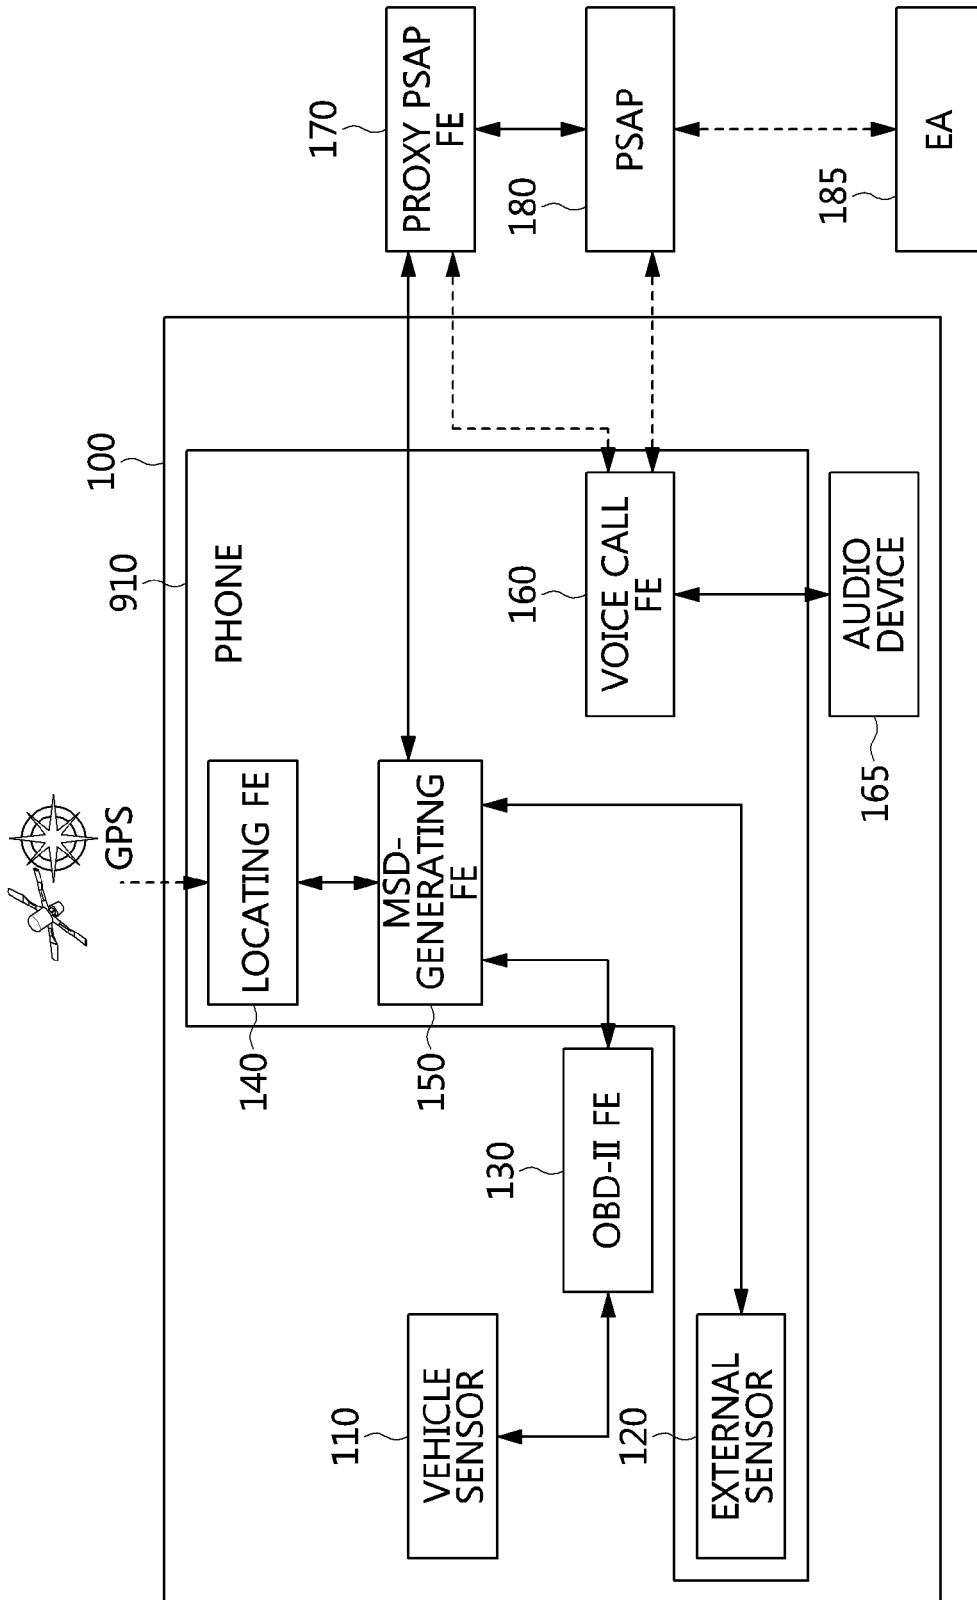 GPS
100
910
PHONE
140
LOCATING FE
150
MSD-
GENERATING
FE
110
VEHICLE
SENSOR
130
OBD-II FE
120
EXTERNAL
SENSOR
160
VOICE CALL
FE
165
AUDIO
DEVICE
170
PROXY PSAP
FE
180
PSAP
185
EA